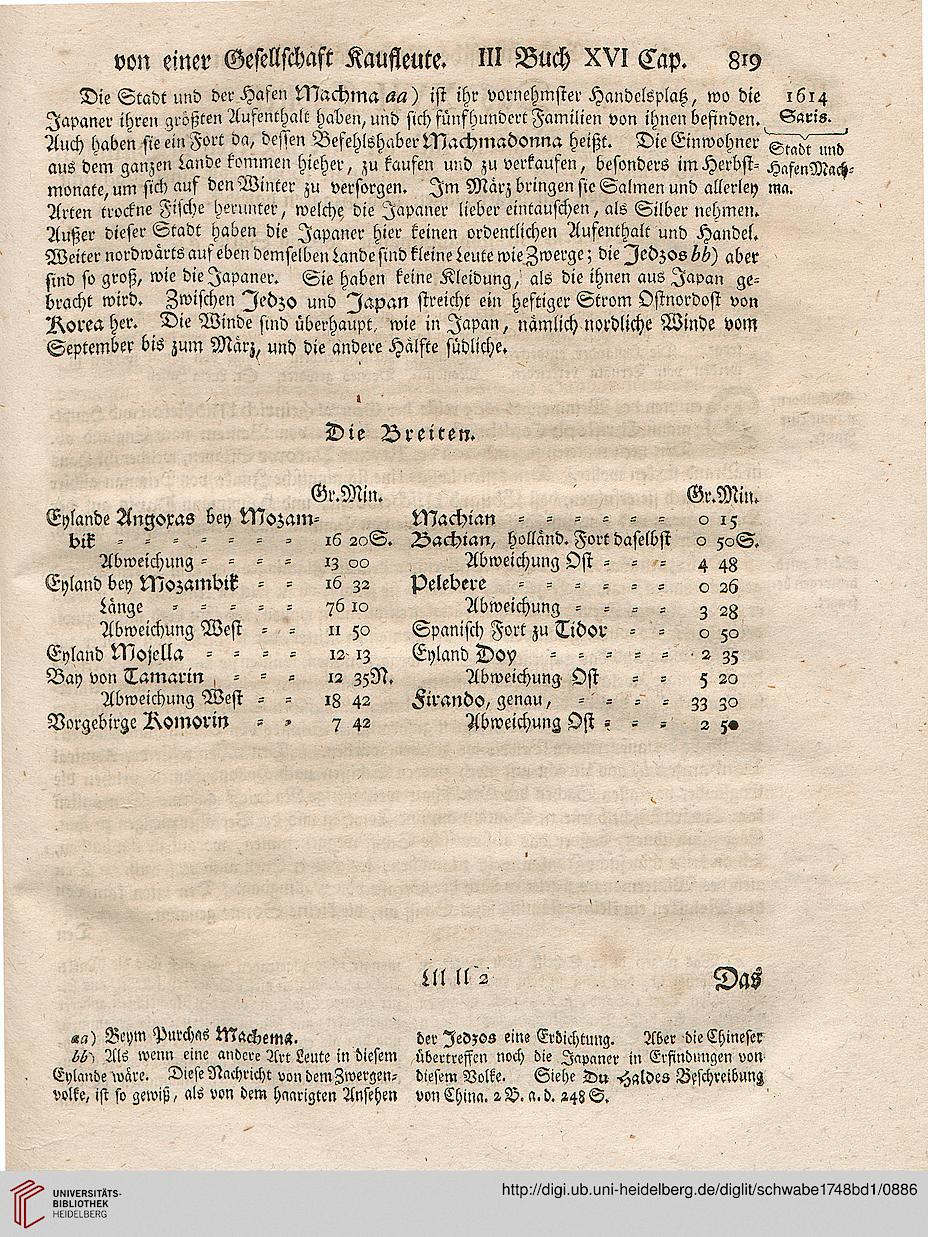 von einer Gesellschaft Kaufleute. III Buch XVI Cap. 819
Die Stadt und der Hafen Machma aa) ist ihr vornehmster Handelsplatz, wo die
Japaner ihren größten Aufenthalt haben, und sich fünfhundert Familien von ihnen befinden.
Auch haben sie ein Fort da, dessen Befehlshaber Machmadonna heißt. Die Einwohner
aus dem ganzen Lande kommen hieher, zu kaufen und zu verkaufen, besonders im Herbst-
monate, um sich auf den Winter zu versorgen. Im März bringen sie Salmen und allerley
Arten trockne Fische herunter, welche die Japaner lieber eintauschen, als Silber nehmen.
Außer dieser Stadt haben die Japaner hier keinen ordentlichen Aufenthalt und Handel.
Weiter nordwärts auf eben demselben Lande sind kleine Leute wie Zwerge; die Jedzos bb) aber
sind so groß, wie die Japaner. Sie haben keine Kleidung, als die ihnen aus Japan ge-
bracht wird. Zwischen Jedzo und Japan streicht ein heftiger Strom Ostnordost von
Korea her. Die Winde sind überhaupt, wie in Japan, nämlich nordliche Winde vom
September bis zum März, und die andere Hälfte südliche.
1614
Saris.
Stadt und
Hafen Mach-
ma.
Die Breiten.
Gr. Min.
Eylande Angoxas bey Mozam-
bik - - - - - - - 16 20 S.
Abweichung - - - - 13 00
Eyland bey Mozambik - - 16 32
Länge - - - - - 76 10
Abweichung West - - 11 50
Eyland Mojella - - - - 12 13
Bay von Tamarin - - - 12 35 N.
Abweichung West - - 18 42
Vorgebirge Komorin - - 7 42
Gr. Min.
Machian - - - - - - 0 15
Bachian, holländ. Fort daselbst 0 50 S.
Abweichung Ost - - - 4 48
Pelebere - - - - - - 0 26
Abweichung - - - - 3 28
Spanisch Fort zu Tidor - - 0 50
Eyland Doy - - - - - 2 35
Abweichung Ost - - - 5 20
Firando, genau, - - - - 33 30
Abweichung Ost - - - 2 50
Lll ll 2 Das
aa) Beym Purchas Machema.
bb) Als wenn eine andere Art Leute in diesem
Eylande wäre. Diese Nachricht von dem Zwergen-
volke, ist so gewiß, als von dem haarigten Ansehen
der Jedzos eine Erdichtung. Aber die Chineser
übertreffen noch die Japaner in Erfindungen von
diesem Volke. Siehe Du Haldes Beschreibung
von China. 2 B. a. d. 248 S.
UNIVERSITÄTS-
BIBLIOTHEK
HEIDELBERG
http://digi.ub.uni-heidelberg.de/diglit/schwabe1748bd1/0886